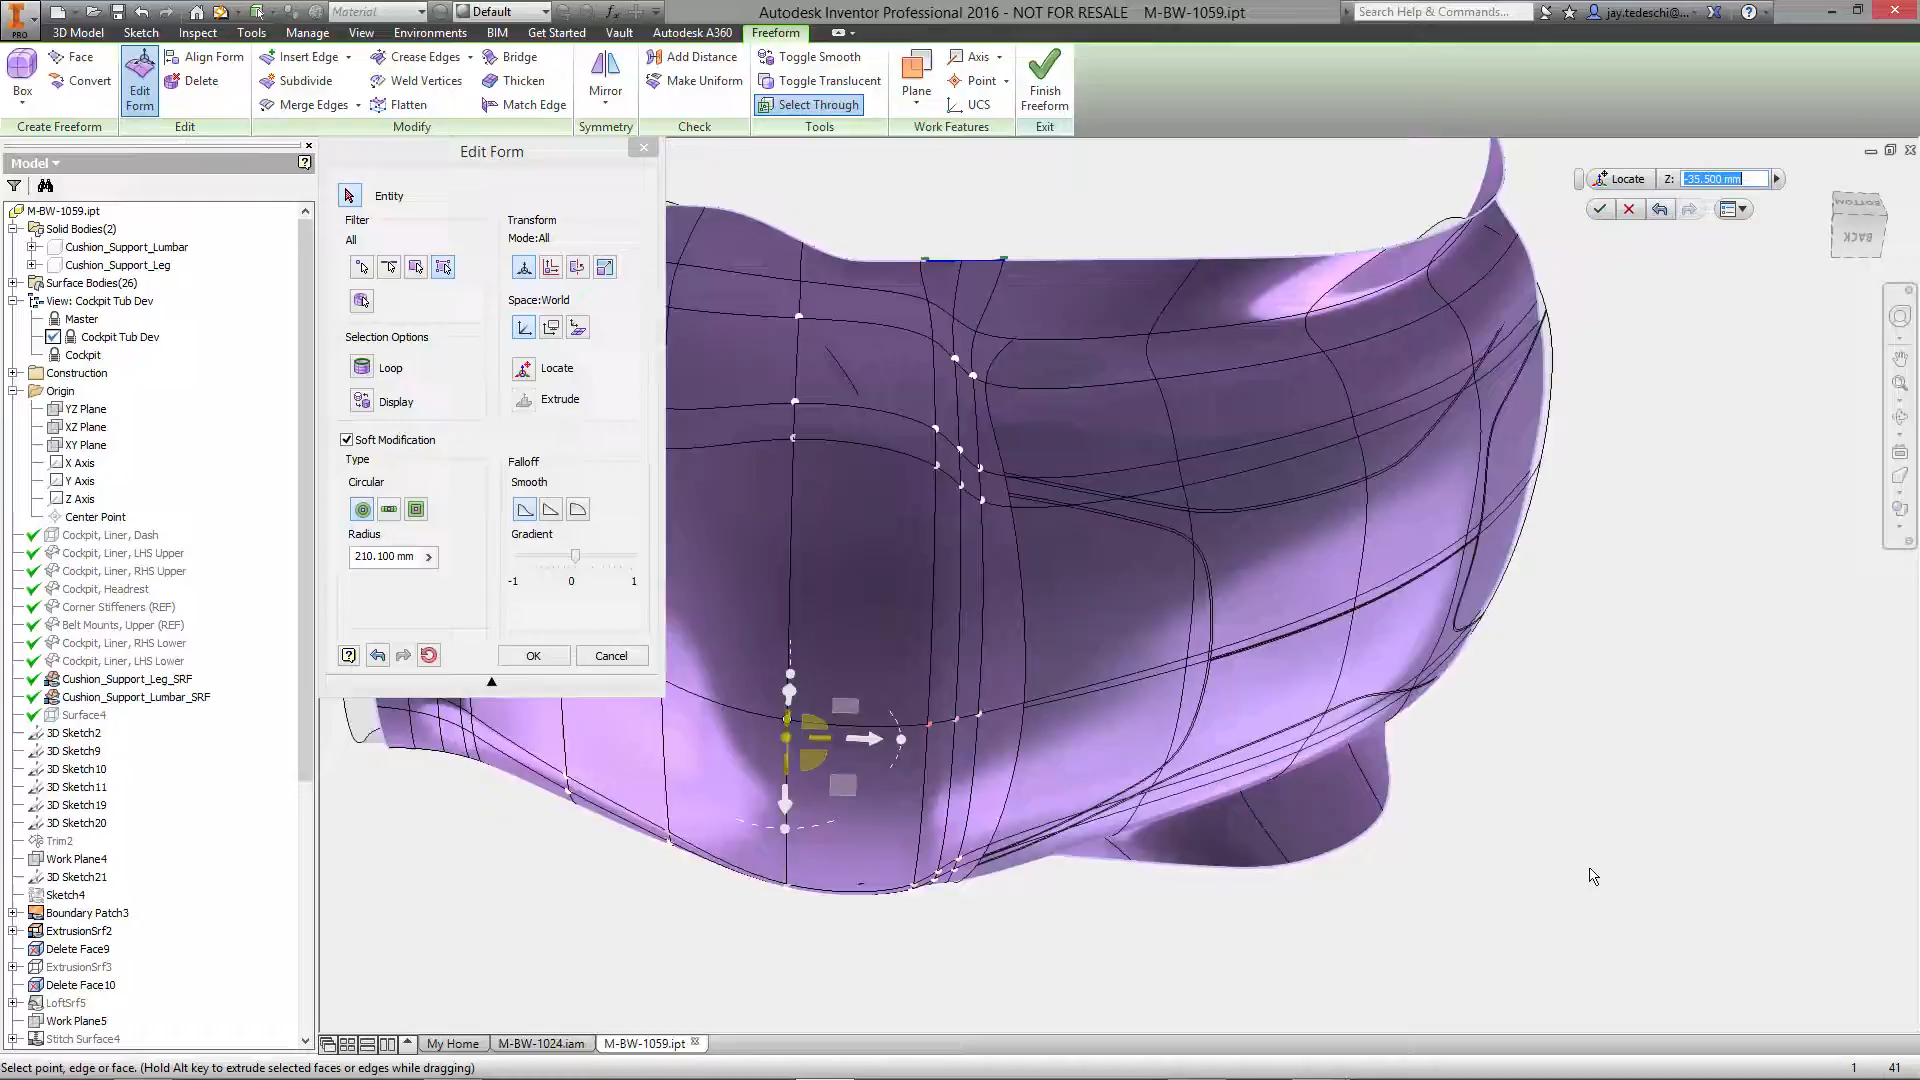 PRO
Material
Default
Autodesk Inventor Professional 2016 - NOT FOR RESALE M-BW-1059.ipt
Search Help & Commands...
jay.tedeschi@...
3D Model Sketch Inspect Tools Manage View Environments BIM Get Started Vault Autodesk A360 Freeform
Box
Face
Convert
Create Freeform
Edit Form
Align Form
Delete
Edit
Insert Edge
Subdivide
Merge Edges
Crease Edges
Weld Vertices
Flatten
Bridge
Thicken
Match Edge
Modify
Mirror
Symmetry
Add Distance
Make Uniform
Check
Toggle Smooth
Toggle Translucent
Select Through
Tools
Plane
Axis
Point
UCS
Work Features
Finish Freeform
Exit
Model
M-BW-1059.ipt
Solid Bodies(2)
Cushion_Support_Lumbar
Cushion_Support_Leg
Surface Bodies(26)
View: Cockpit Tub Dev
Master
Cockpit Tub Dev
Cockpit
Construction
Origin
YZ Plane
XZ Plane
XY Plane
X Axis
Y Axis
Z Axis
Center Point
Cockpit, Liner, Dash
Cockpit, Liner, LHS Upper
Cockpit, Liner, RHS Upper
Cockpit, Headrest
Corner Stiffeners (REF)
Belt Mounts, Upper (REF)
Cockpit, Liner, RHS Lower
Cockpit, Liner, LHS Lower
Cushion_Support_Leg_SRF
Cushion_Support_Lumbar_SRF
Surface4
3D Sketch2
3D Sketch9
3D Sketch10
3D Sketch11
3D Sketch19
3D Sketch20
Trim2
Work Plane4
3D Sketch21
Sketch4
Boundary Patch3
ExtrusionSrf2
Delete Face9
ExtrusionSrf3
Delete Face10
LoftSrf5
Work Plane5
Stitch Surface4
Edit Form
Entity
Filter
All
Selection Options
Loop
Display
Transform
Mode:All
Space:World
Locate
Extrude
Soft Modification
Type
Circular
Radius
210.100 mm
Falloff
Smooth
Gradient
-1 0 1
OK Cancel
Locate Z: -35.500 mm
BOTTOM
BACK
My Home M-BW-1024.iam M-BW-1059.ipt
Select point, edge or face. (Hold Alt key to extrude selected faces or edges while dragging)
1 41